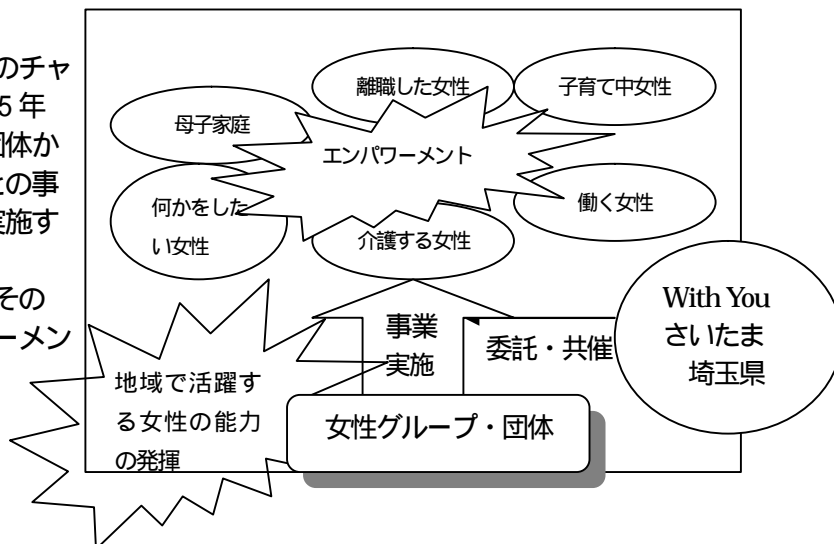 のチャ
5年
団体か
との事
実施す
その
ーメン
離職した女性
子育て中女性
母子家庭
エンパワーメント
何かをした
い女性
働く女性
介護する女性
事業
実施
委託・共催
With You
さいたま
埼玉県
地域で活躍す
る女性の能力
の発揮
女性グループ・団体